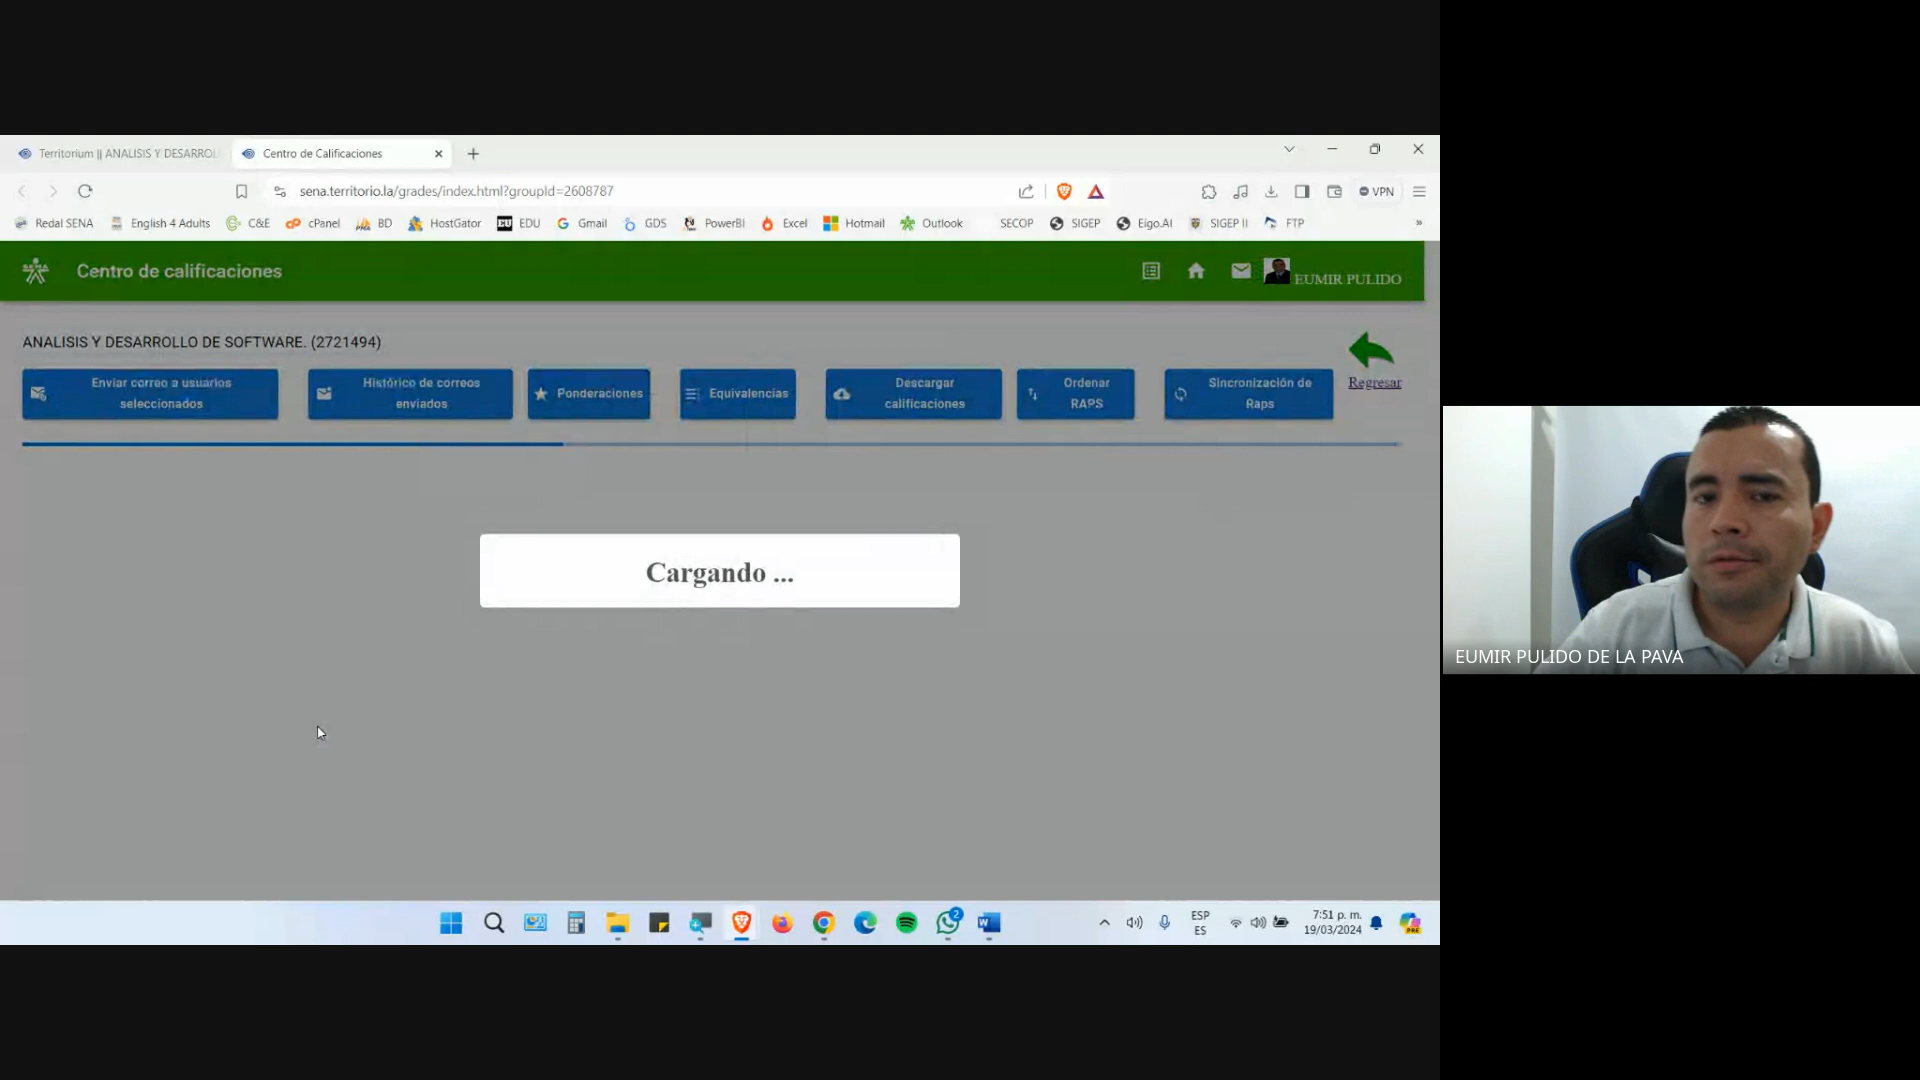 Territorium || ANALISIS Y DESARROL
Centro de Calificaciones
sena.territorio.la/grades/index.html?groupId=2608787
VPN
Redal SENA
English 4 Adults
C&E
cPanel
BD
HostGator
EU EDU
Gmail
GDS
PowerBI
Excel
Hotmail
Outlook
SECOP
SIGEP
Eigo.AI
SIGEP II
FTP
»
SENA
Centro de calificaciones
EUMIR PULIDO
ANALISIS Y DESARROLLO DE SOFTWARE. (2721494)
Enviar correo a usuarios
seleccionados
Histórico de correos
enviados
Ponderaciones
Equivalencias
Descargar
calificaciones
Ordenar
RAPS
Sincronización de
Raps
Regresar
Cargando ...
EUMIR PULIDO DE LA PAVA
2
ESP
ES
7:51 p. m.
19/03/2024
PRE